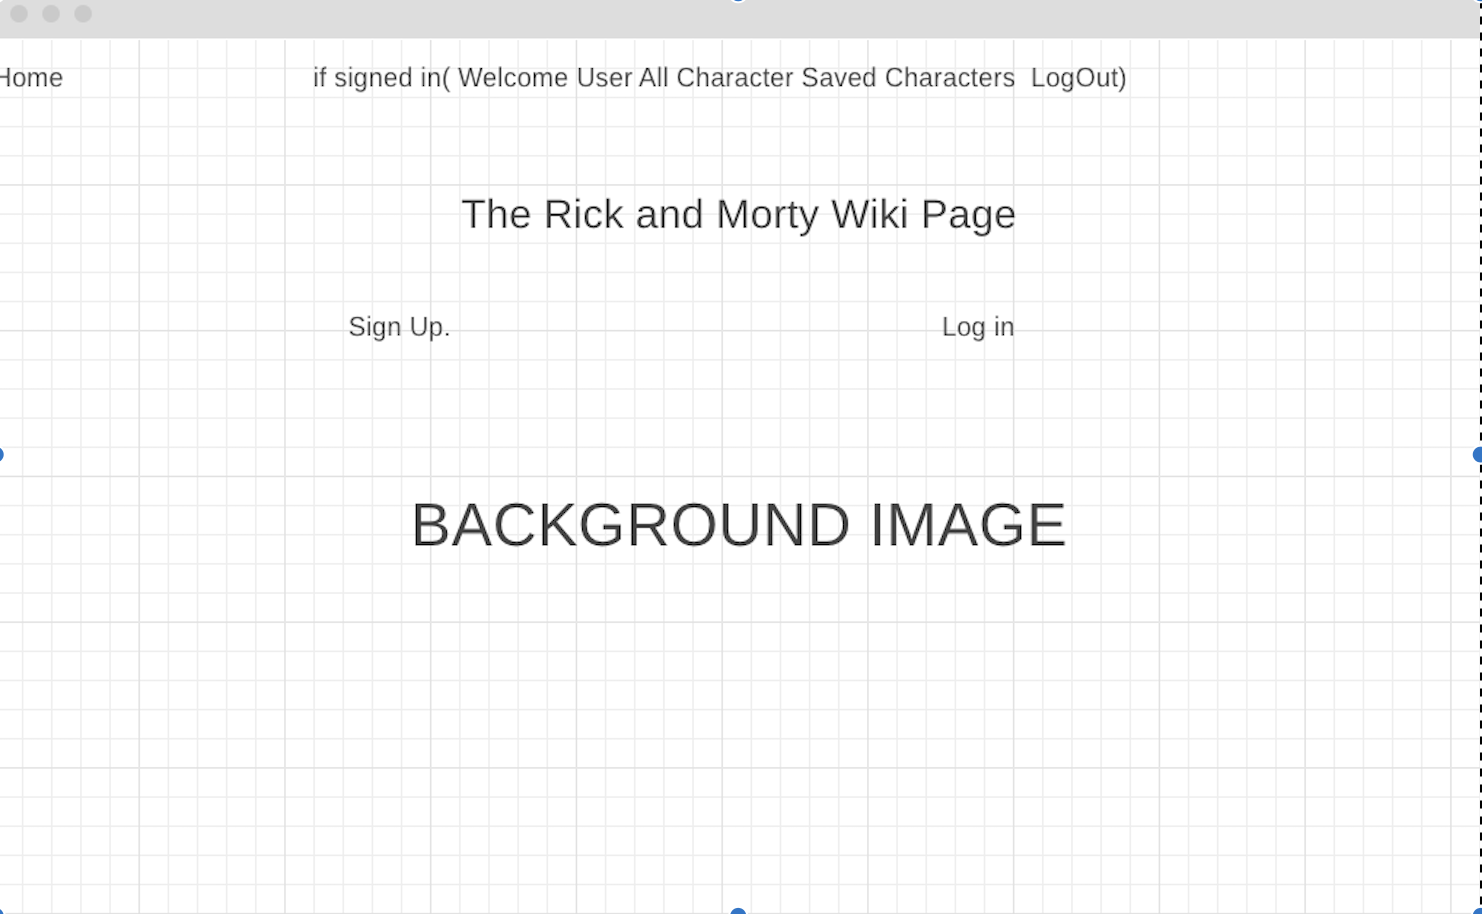 Home if signed in( Welcome User All Character Saved Characters  LogOut)
The Rick and Morty Wiki Page
Sign Up. Log in
BACKGROUND IMAGE